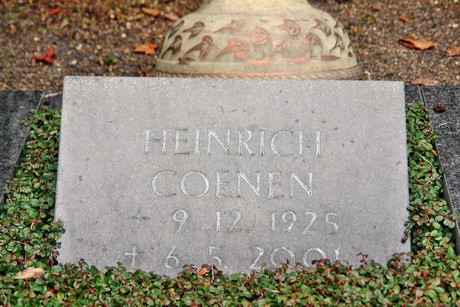 HEINRICH
COENEN
+ 9.12.1925
+ 6.5.2001